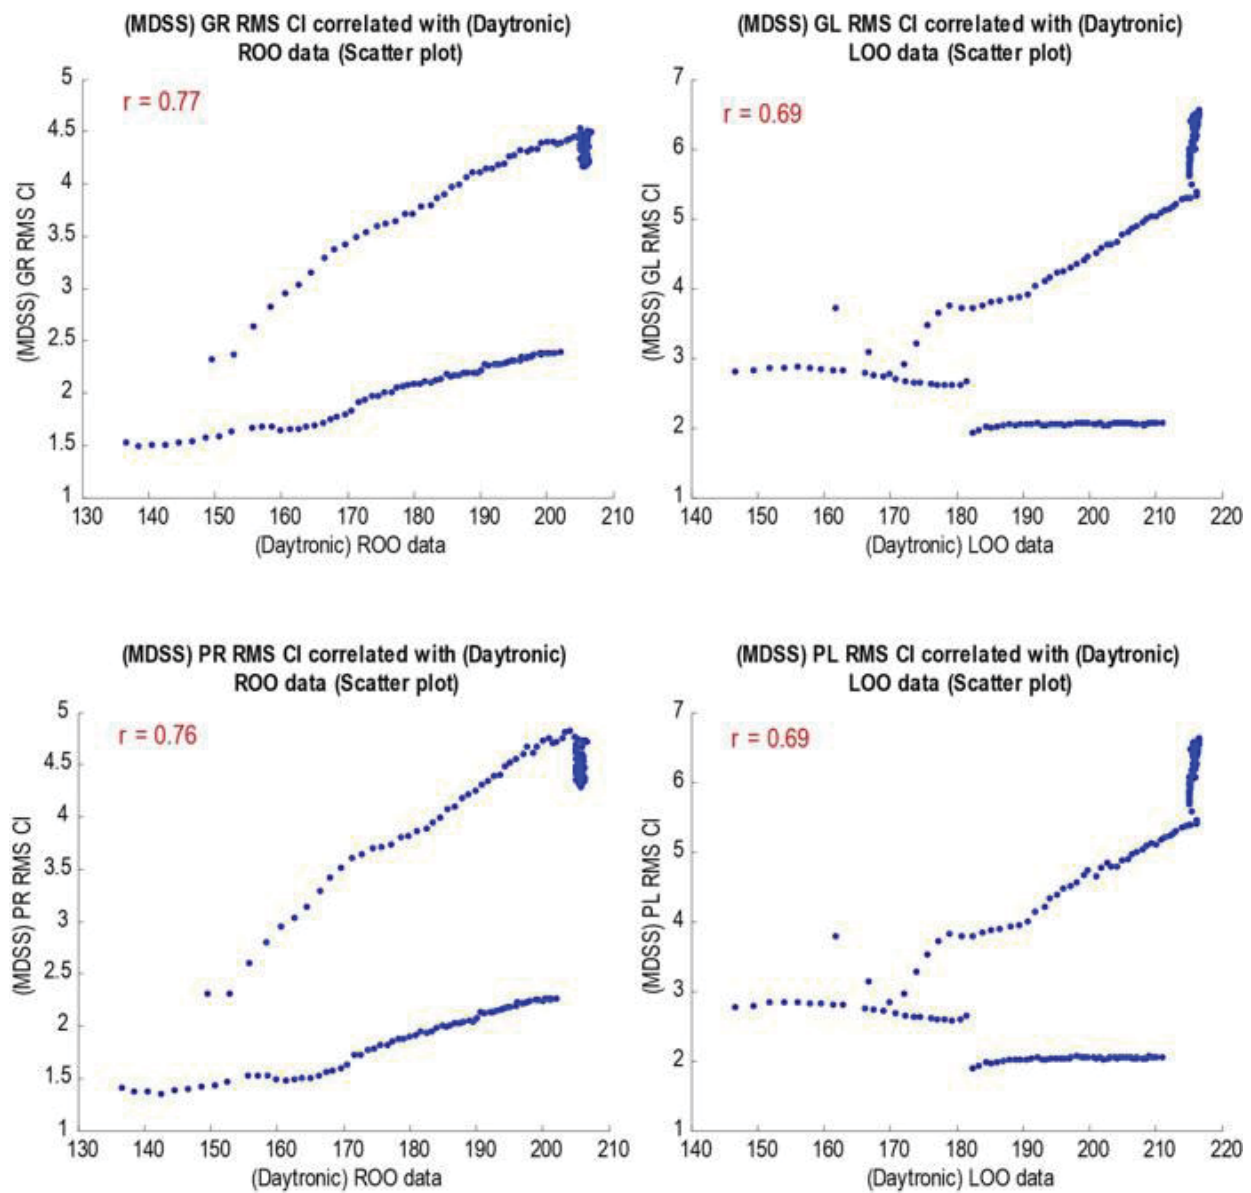 (MDSS) GR RMS CI correlated with (Daytronic)
ROO data (Scatter plot)
r = 0.77
(MDSS) GR RMS CI
5
4.5
4
3.5
3
2.5
2
1.5
1
130 140 150 160 170 180 190 200 210
(Daytronic) ROO data
(MDSS) GL RMS CI correlated with (Daytronic)
LOO data (Scatter plot)
r = 0.69
(MDSS) GL RMS CI
7
6
5
4
3
2
1
140 150 160 170 180 190 200 210 220
(Daytronic) LOO data
(MDSS) PR RMS CI correlated with (Daytronic)
ROO data (Scatter plot)
r = 0.76
(MDSS) PR RMS CI
5
4.5
4
3.5
3
2.5
2
1.5
1
130 140 150 160 170 180 190 200 210
(Daytronic) ROO data
(MDSS) PL RMS CI correlated with (Daytronic)
LOO data (Scatter plot)
r = 0.69
(MDSS) PL RMS CI
7
6
5
4
3
2
1
140 150 160 170 180 190 200 210 220
(Daytronic) LOO data